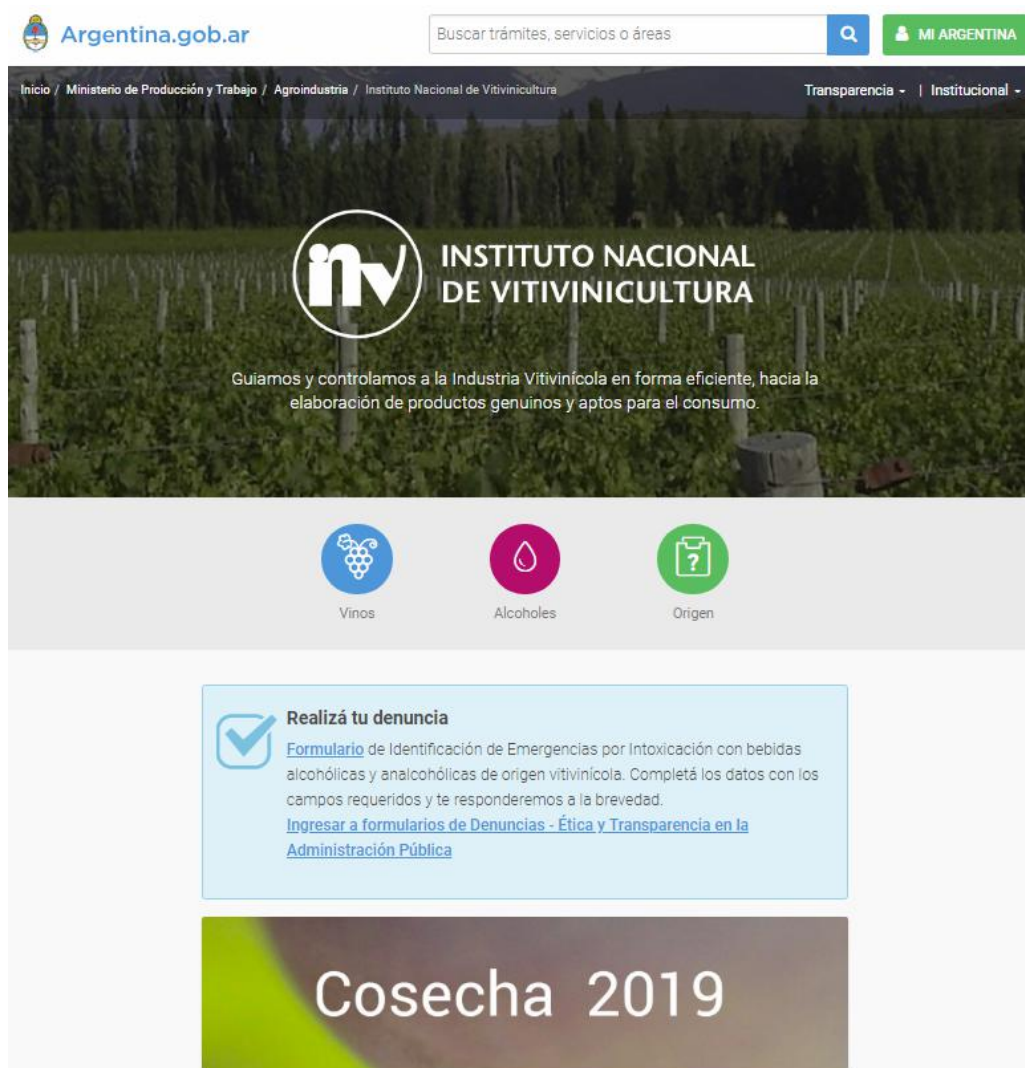 Argentina.gob.ar
Buscar trámites, servicios o áreas
MI ARGENTINA
Inicio / Ministerio de Producción y Trabajo / Agroindustria / Instituto Nacional de Vitivinicultura
Transparencia | Institucional
inv
INSTITUTO NACIONAL
DE VITIVINICULTURA
Guiamos y controlamos a la Industria Vitivinícola en forma eficiente, hacia la
elaboración de productos genuinos y aptos para el consumo.
Vinos
Alcoholes
?
Origen
Realizá tu denuncia
Formulario de Identificación de Emergencias por Intoxicación con bebidas
alcohólicas y analcohólicas de origen vitivinícola. Completá los datos con los
campos requeridos y te responderemos a la brevedad.
Ingresar a formularios de Denuncias - Ética y Transparencia en la
Administración Pública
Cosecha 2019